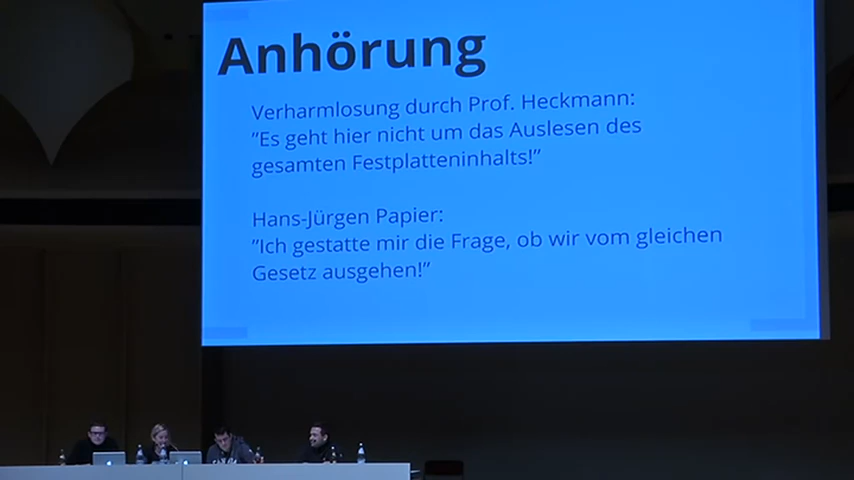 Anhörung
Verharmlosung durch Prof. Heckmann:
”Es geht hier nicht um das Auslesen des
gesamten Festplatteninhalts!”
Hans-Jürgen Papier:
”Ich gestatte mir die Frage, ob wir vom gleichen
Gesetz ausgehen!”